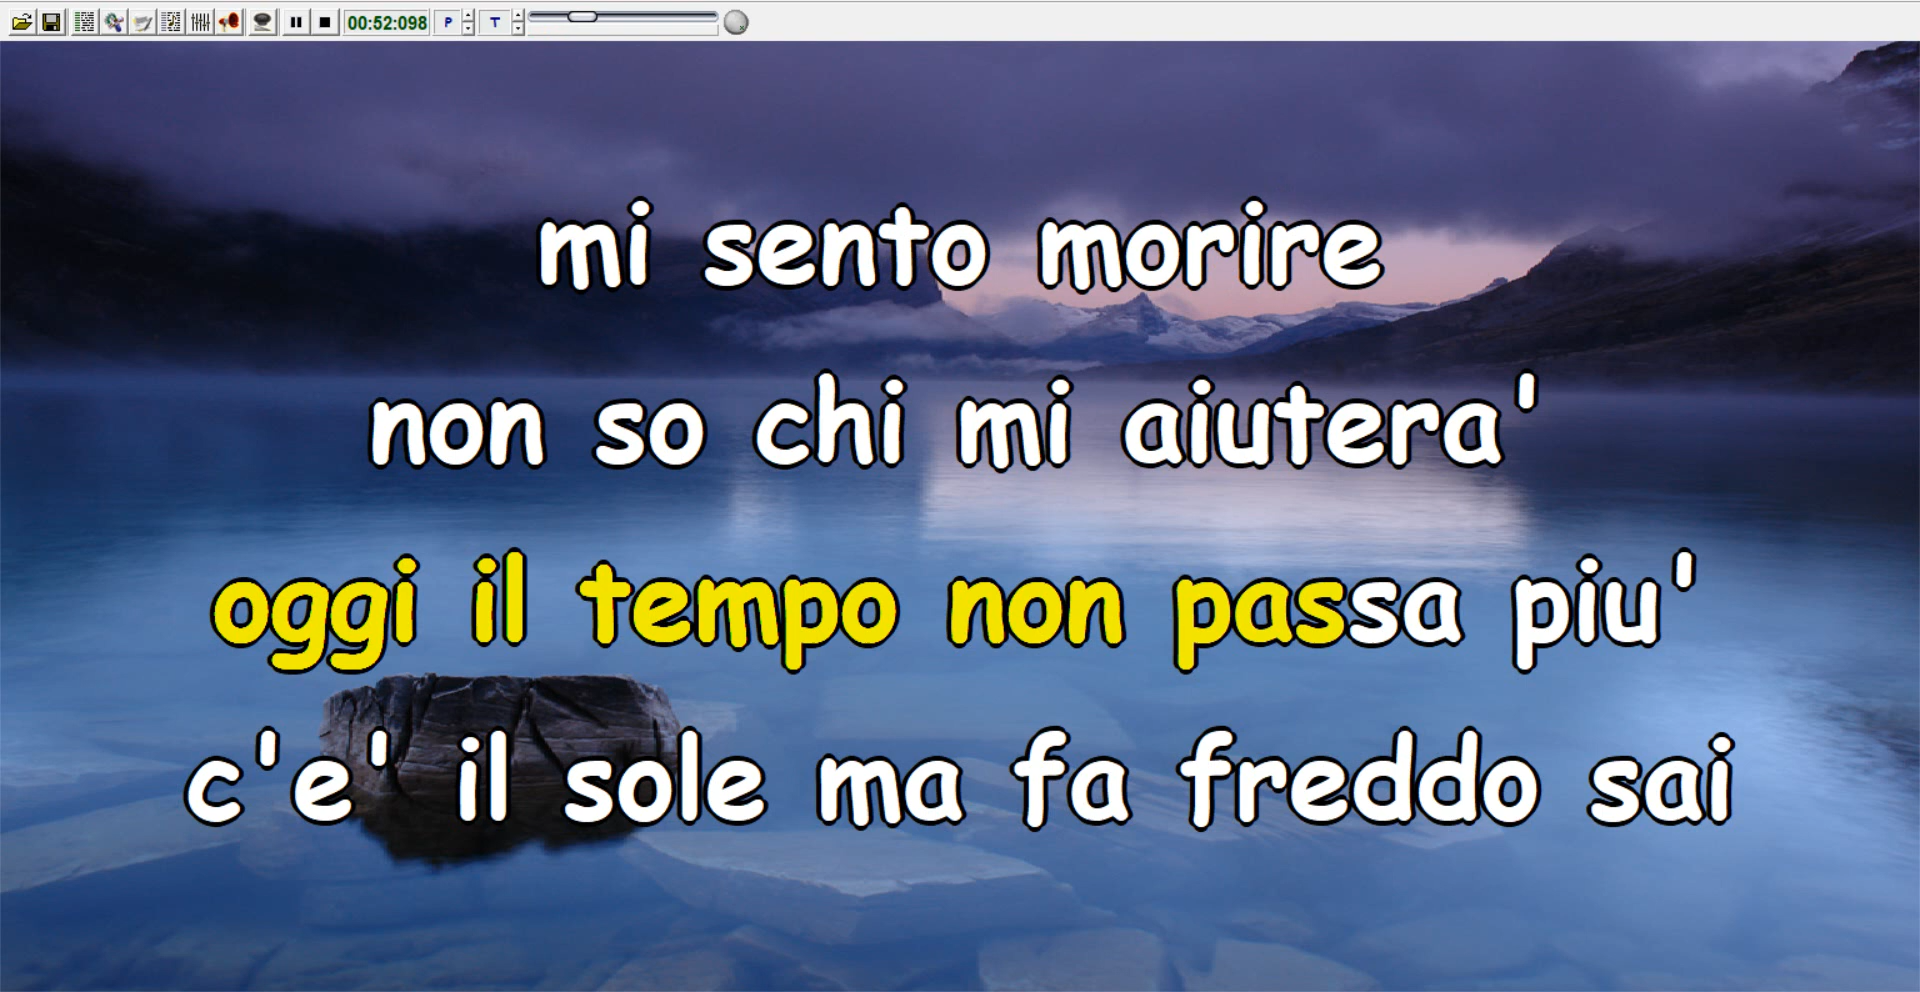 00:52:098 P T
mi sento morire
non so chi mi aiutera'
oggi il tempo non passa piu'
c'e' il sole ma fa freddo sai